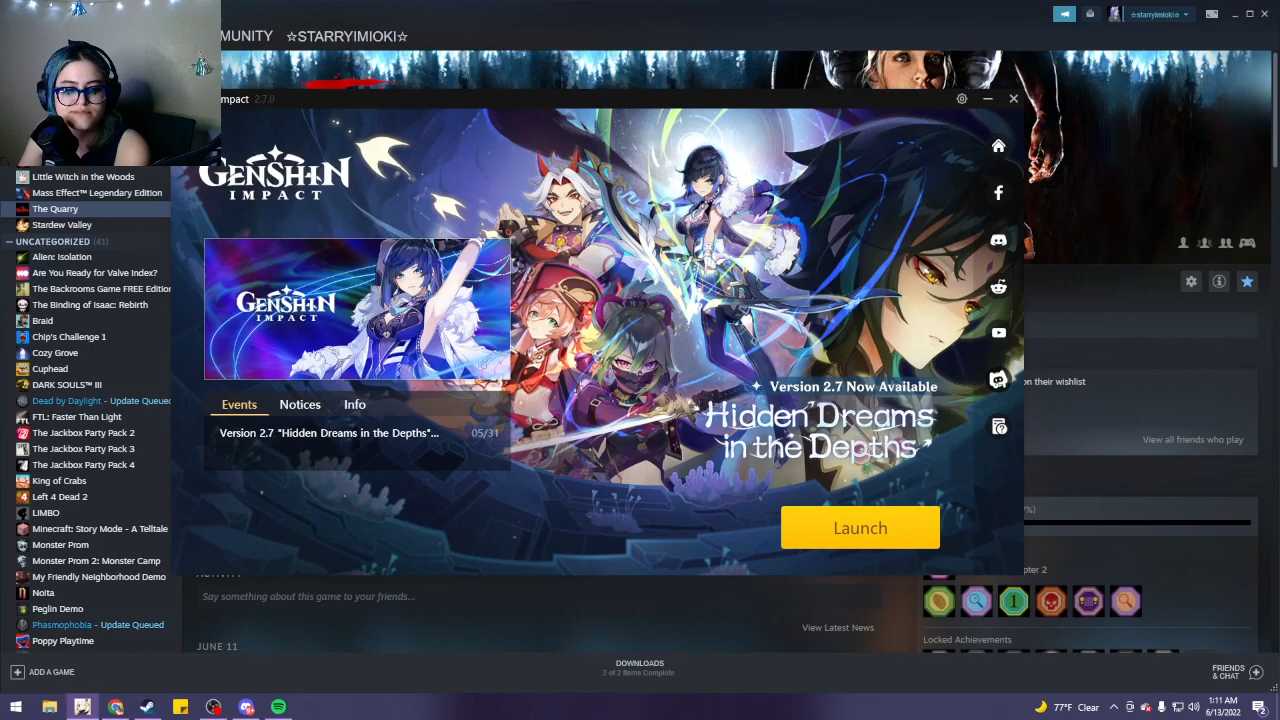 MUNITY ☆STARRYIMIOKI☆
☆starryimioki☆
mpact 2.7.0
GENSHIN
IMPACT
Little Witch in the Woods
Mass Effect™ Legendary Edition
The Quarry
Stardew Valley
UNCATEGORIZED (41)
Alien: Isolation
Are You Ready for Valve Index?
The Backrooms Game FREE Edition
The Binding of Isaac: Rebirth
Braid
Chip's Challenge 1
Cozy Grove
Cuphead
DARK SOULS™ III
Dead by Daylight - Update Queued
FTL: Faster Than Light
The Jackbox Party Pack 2
The Jackbox Party Pack 3
The Jackbox Party Pack 4
King of Crabs
Left 4 Dead 2
LIMBO
Minecraft: Story Mode - A Telltale
Monster Prom
Monster Prom 2: Monster Camp
My Friendly Neighborhood Demo
Noita
Peglin Demo
Phasmophobia - Update Queued
Poppy Playtime
GENSHIN
IMPACT
Events Notices Info
Version 2.7 "Hidden Dreams in the Depths"... 05/31
Version 2.7 Now Available
Hidden Dreams
in the Depths
Launch
on their wishlist
View all friends who play
%)
pter 2
ACTIVITY
Say something about this game to your friends...
View Latest News
JUNE 11
Locked Achievements
ADD A GAME
DOWNLOADS
2 of 2 Items Complete
FRIENDS
& CHAT
77°F Clear
1:11 AM
6/13/2022
2